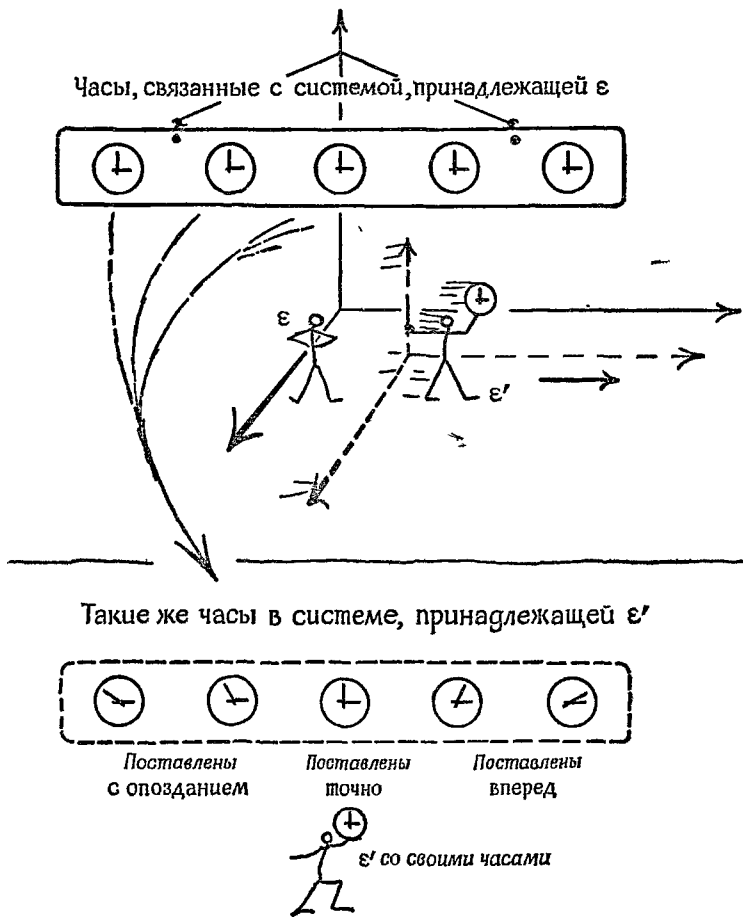 Часы, связанные с системой, принадлежащей ε
ε
ε′
Такие же часы в системе, принадлежащей ε′
Поставлены с опозданием
Поставлены точно
Поставлены вперед
ε′ со своими часами